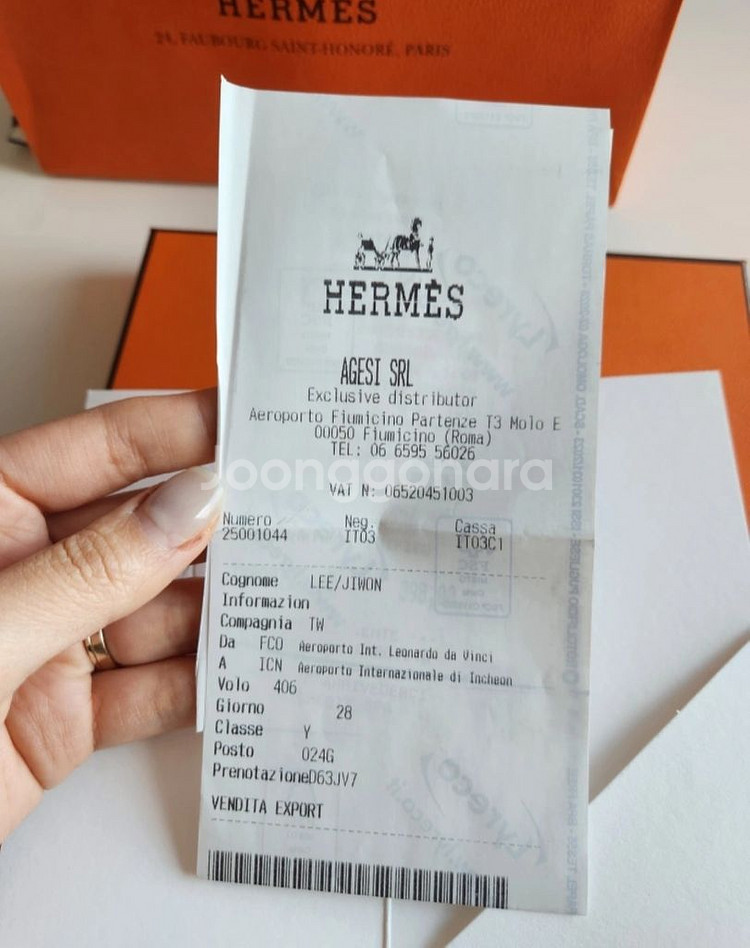 HERMÈS
24, FAUBOURG SAINT-HONORÉ, PARIS
HERMÈS
AGESI SRL
Exclusive distributor
Aeroporto Fiumicino Partenze T3 Molo E
00050 Fiumicino (Roma)
TEL: 06 6595 56026
Joonggonara
VAT N: 06520451003
Numero Neg. Cassa
25001044 IT03 IT03C1
Cognome LEE/JIWON
Informazion
Compagnia TW
Da FCO Aeroporto Int. Leonardo da Vinci
A ICN Aeroporto Internazionale di Incheon
Volo 406
Giorno 28
Classe Y
Posto 024G
PrenotazioneD63JV7
VENDITA EXPORT